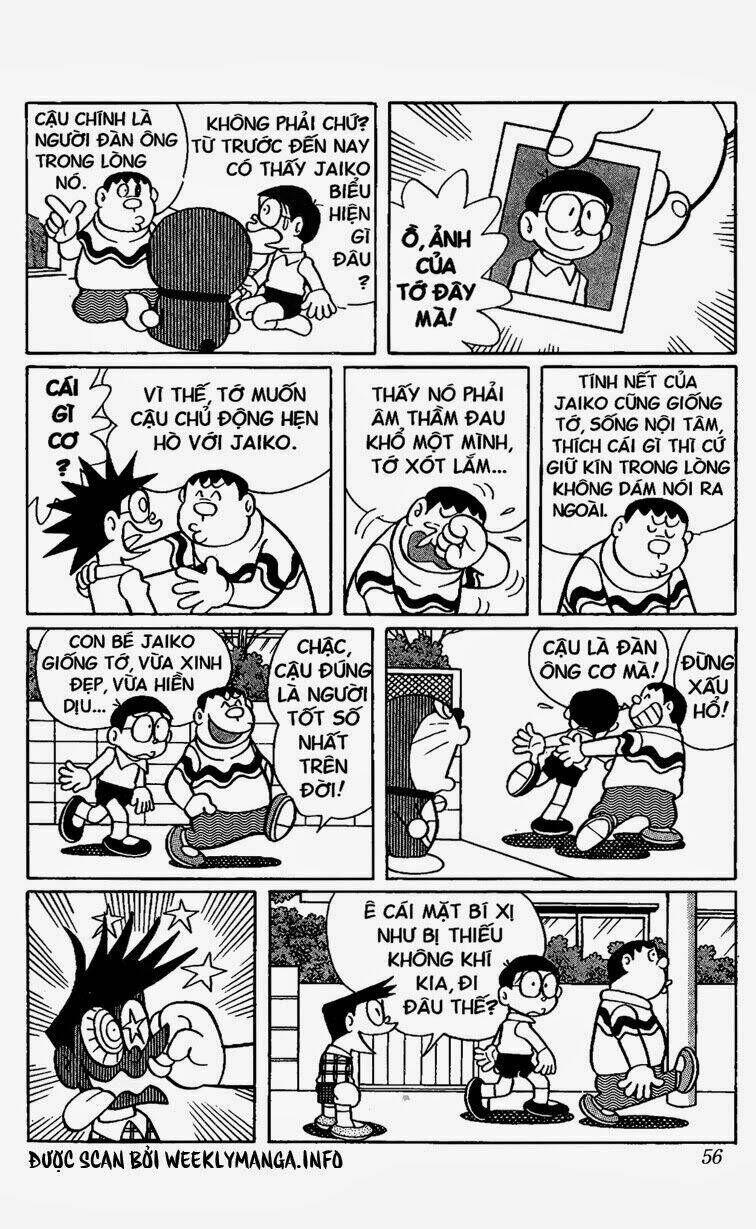 Ồ, ẢNH
CỦA
TỚ ĐÂY
MÀ!
KHÔNG PHẢI CHỨ?
TỪ TRƯỚC ĐẾN NAY
CÓ THẤY JAIKO
BIỂU
HIỆN
GÌ
ĐÂU
?
CẬU CHÍNH LÀ
NGƯỜI ĐÀN ÔNG
TRONG LÒNG
NÓ.
TÍNH NẾT CỦA
JAIKO CŨNG GIỐNG
TỚ, SỐNG NỘI TÂM,
THÍCH CÁI GÌ THÌ CỨ
GIỮ KÍN TRONG LÒNG
KHÔNG DÁM NÓI RA
NGOÀI.
THẤY NÓ PHẢI
ÂM THẦM ĐAU
KHỔ MỘT MÌNH,
TỚ XÓT LẮM...
VÌ THẾ, TỚ MUỐN
CẬU CHỦ ĐỘNG HẸN
HÒ VỚI JAIKO.
CÁI
GÌ
CƠ
?
ĐỪNG
XẤU
HỔ!
CẬU LÀ ĐÀN
ÔNG CƠ MÀ!
CHẬC,
CẬU ĐÚNG
LÀ NGƯỜI
TỐT SỐ
NHẤT
TRÊN
ĐỜI!
CON BÉ JAIKO
GIỐNG TỚ, VỪA XINH
ĐẸP, VỪA HIỀN
DỊU...
Ê CÁI MẶT BÍ XỊ
NHƯ BỊ THIẾU
KHÔNG KHÍ
KIA, ĐI
ĐÂU THẾ?
ĐƯỢC SCAN BỞI WEEKLYMANGA.INFO
56